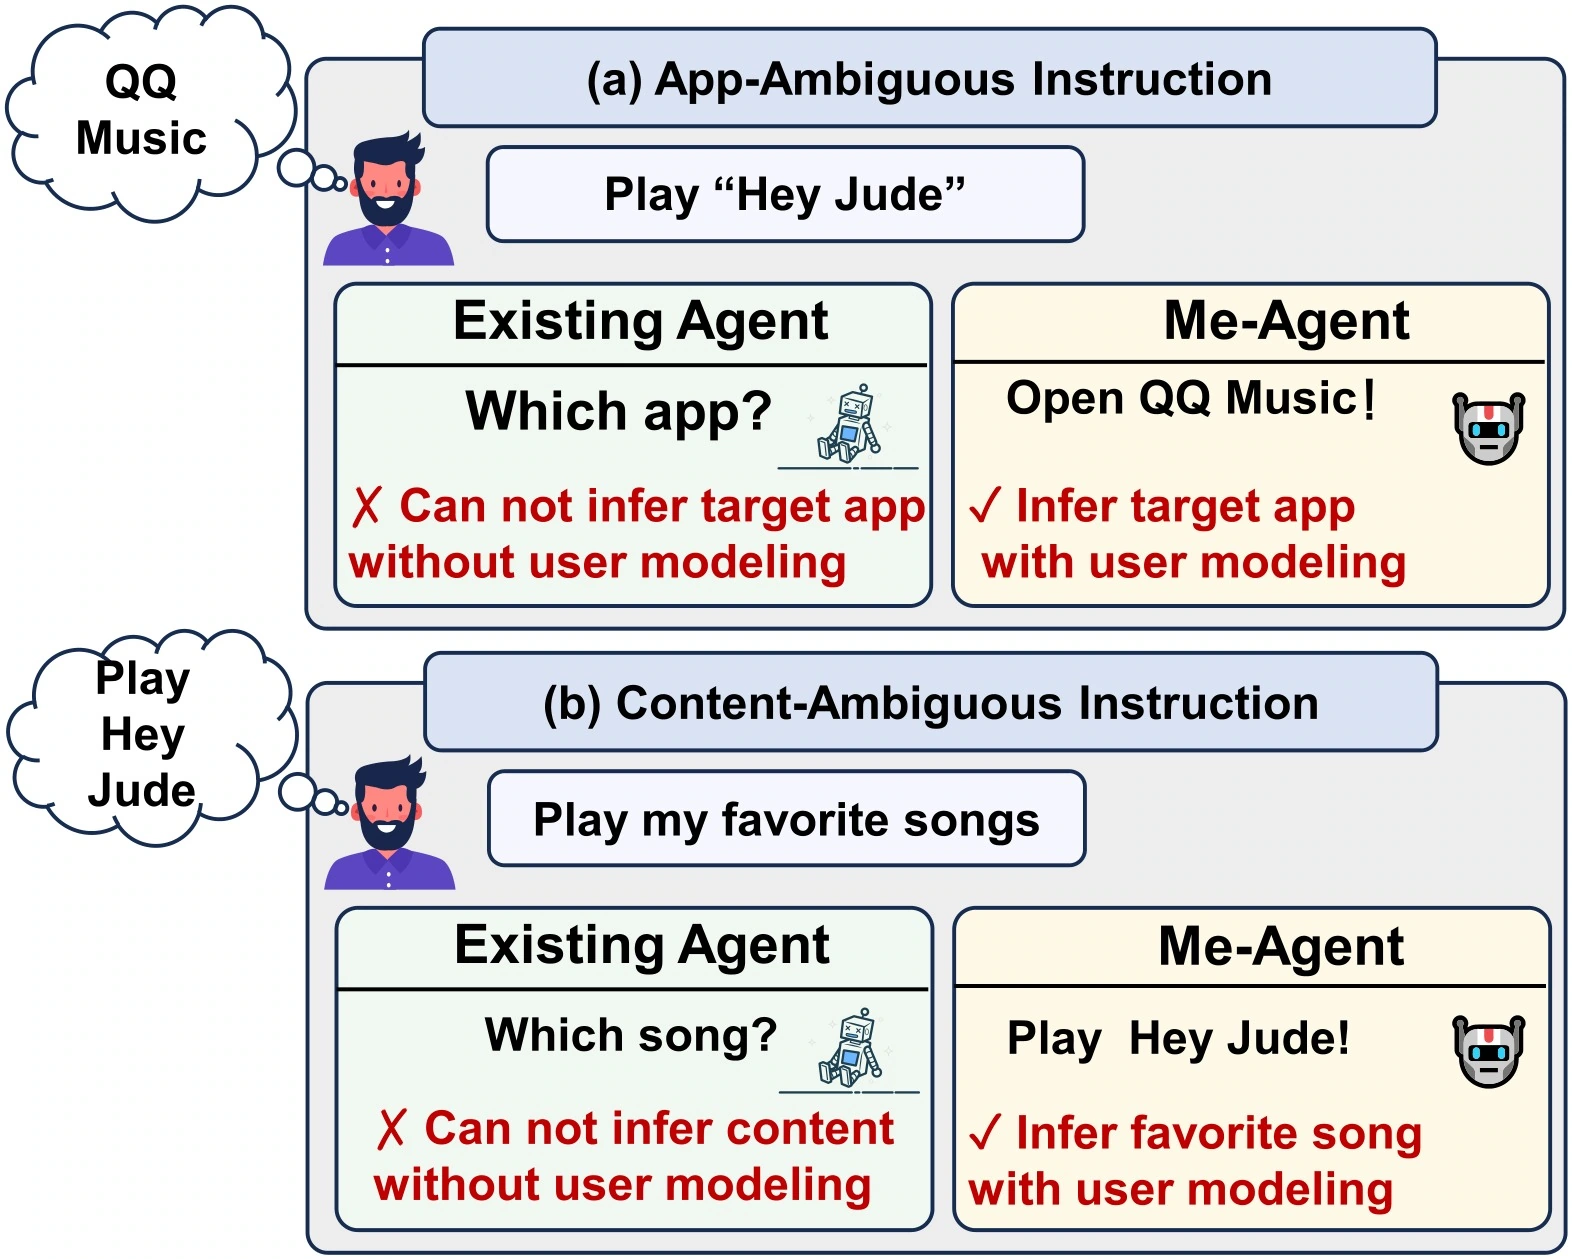 QQ
Music
(a) App-Ambiguous Instruction
Play “Hey Jude”
Existing Agent
Which app?
✗ Can not infer target app
without user modeling
Me-Agent
Open QQ Music!
✓ Infer target app
with user modeling
Play
Hey
Jude
(b) Content-Ambiguous Instruction
Play my favorite songs
Existing Agent
Which song?
✗ Can not infer content
without user modeling
Me-Agent
Play Hey Jude!
✓ Infer favorite song
with user modeling